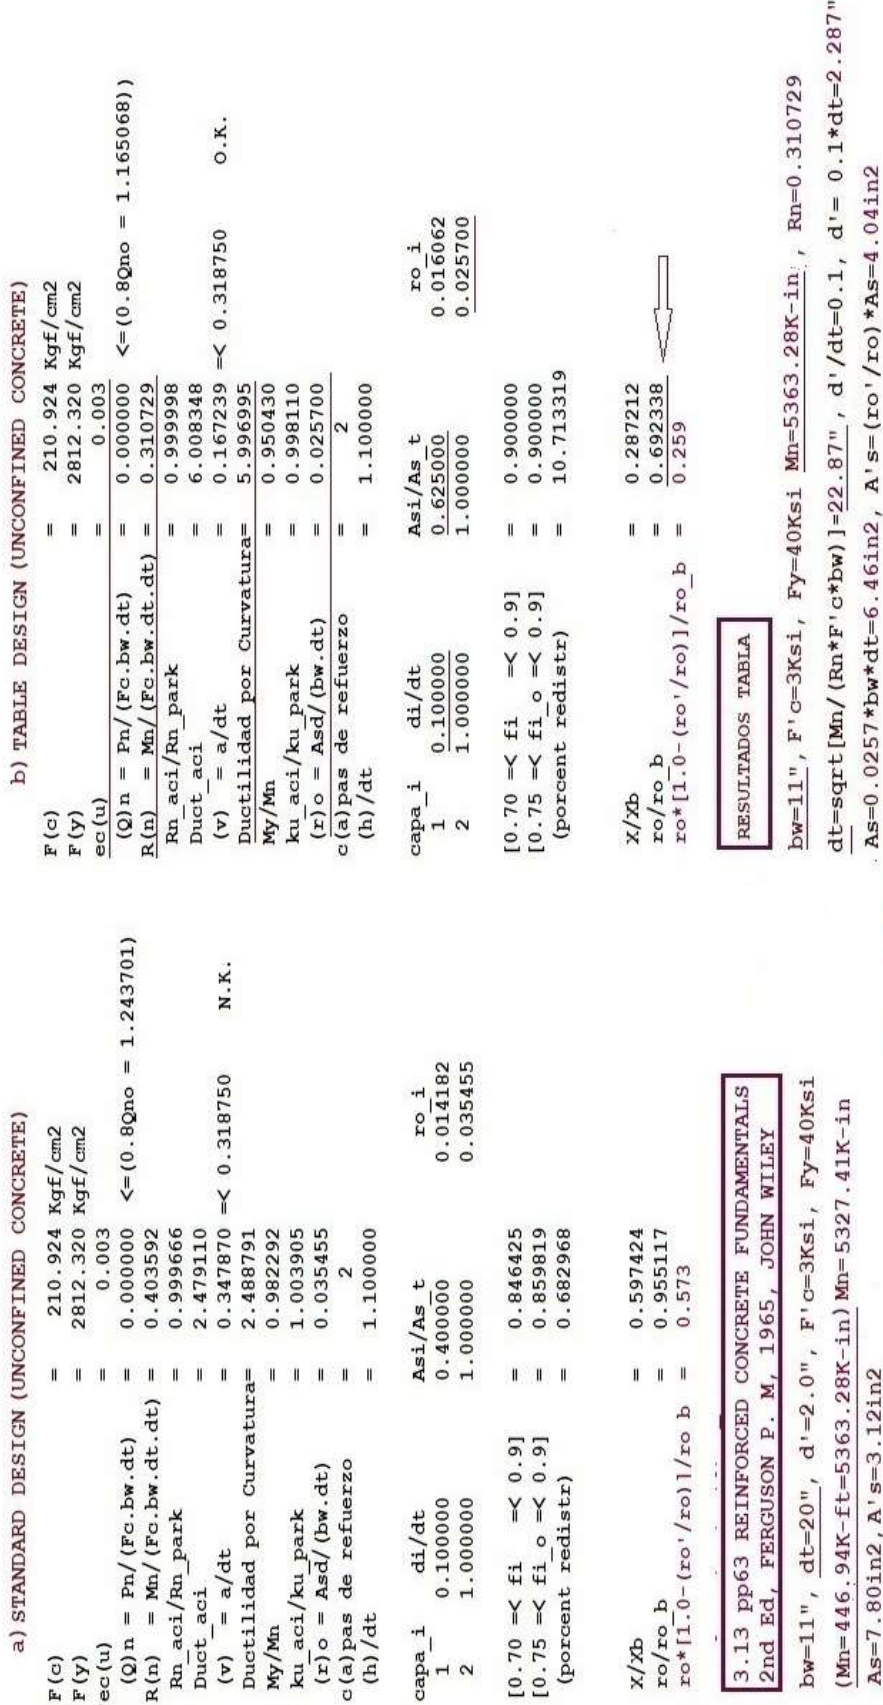 a) STANDARD DESIGN (UNCONFINED CONCRETE)
F(c) = 210.924 Kgf/cm2
F(y) = 2812.320 Kgf/cm2
ec(u) = 0.003
(Q)n = Pn/(Fc.bw.dt) = 0.000000 <=(0.8Qno = 1.243701)
R(n) = Mn/(Fc.bw.dt.dt) = 0.403592
Rn_aci/Rn_park = 0.999666
Duct_aci = 2.479110
(v) = a/dt = 0.347870 =< 0.318750 N.K.
Ductilidad por Curvatura= 2.488791
My/Mn = 0.982292
ku_aci/ku_park = 1.003905
(r)o = Asd/(bw.dt) = 0.035455
c(a)pas de refuerzo = 2
(h)/dt = 1.100000
capa_i di/dt Asi/As_t ro_i
1 0.100000 0.400000 0.014182
2 1.000000 1.000000 0.035455
[0.70 =< fi =< 0.9] = 0.846425
[0.75 =< fi_o =< 0.9] = 0.859819
(porcent redistr) = 0.682968
X/Xb = 0.597424
ro/ro_b = 0.955117
ro*[1.0-(ro'/ro)]/ro_b = 0.573
3.13 pp63 REINFORCED CONCRETE FUNDAMENTALS
2nd Ed, FERGUSON P. M, 1965, JOHN WILEY
bw=11", dt=20", d'=2.0", F'c=3Ksi, Fy=40Ksi
(Mn=446.94K-ft=5363.28K-in) Mn=5327.41K-in
As=7.80in2, A's=3.12in2
b) TABLE DESIGN (UNCONFINED CONCRETE)
F(c) = 210.924 Kgf/cm2
F(y) = 2812.320 Kgf/cm2
ec(u) = 0.003
(Q)n = Pn/(Fc.bw.dt) = 0.000000 <=(0.8Qno = 1.165068))
R(n) = Mn/(Fc.bw.dt.dt) = 0.310729
Rn_aci/Rn_park = 0.999998
Duct_aci = 6.008348
(v) = a/dt = 0.167239 =< 0.318750 O.K.
Ductilidad por Curvatura= 5.996995
My/Mn = 0.950430
ku_aci/ku_park = 0.998110
(r)o = Asd/(bw.dt) = 0.025700
c(a)pas de refuerzo = 2
(h)/dt = 1.100000
capa_i di/dt Asi/As_t ro_i
1 0.100000 0.625000 0.016062
2 1.000000 1.000000 0.025700
[0.70 =< fi =< 0.9] = 0.900000
[0.75 =< fi_o =< 0.9] = 0.900000
(porcent redistr) = 10.713319
X/Xb = 0.287212
ro/ro_b = 0.692338
ro*[1.0-(ro'/ro)]/ro_b = 0.259
RESULTADOS TABLA
bw=11", F'c=3Ksi, Fy=40Ksi Mn=5363.28K-in, Rn=0.310729
dt=sqrt[Mn/(Rn*F'c*bw)]=22.87", d'/dt=0.1, d'= 0.1*dt=2.287"
As=0.0257*bw*dt=6.46in2, A's=(ro'/ro)*As=4.04in2